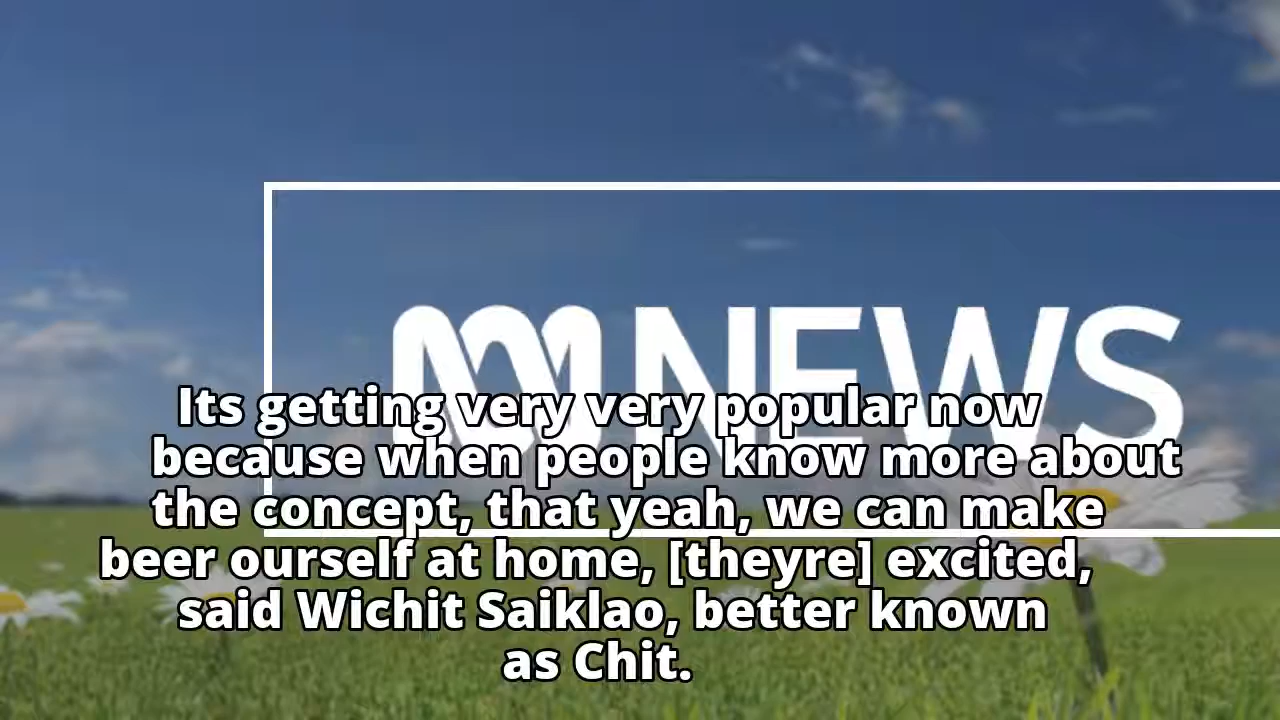 NEWS
Its getting very very popular now
because when people know more about
the concept, that yeah, we can make
beer ourself at home, [theyre] excited,
said Wichit Saiklao, better known
as Chit.